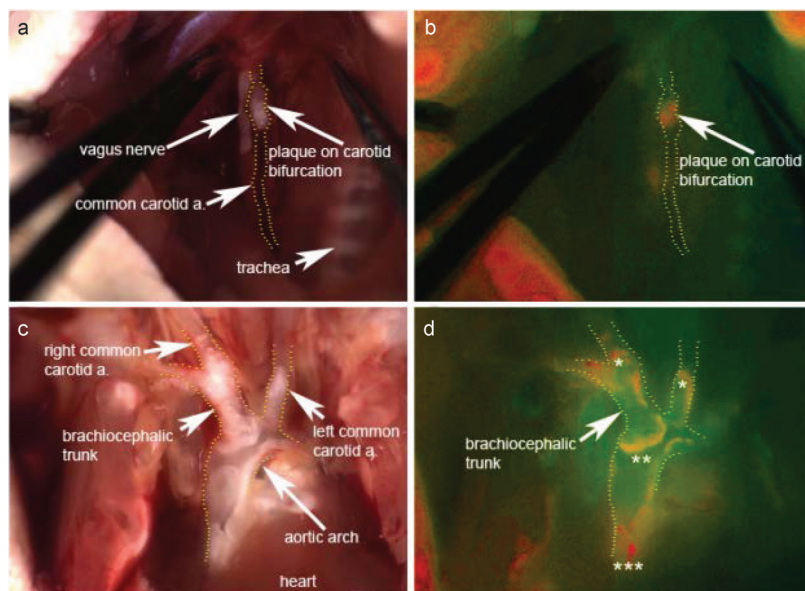 a
vagus nerve
plaque on carotid
bifurcation
common carotid a.
trachea
b
plaque on carotid
bifurcation
c
right common
carotid a.
brachiocephalic
trunk
left common
carotid a.
aortic arch
heart
d
*
*
brachiocephalic
trunk
**
***